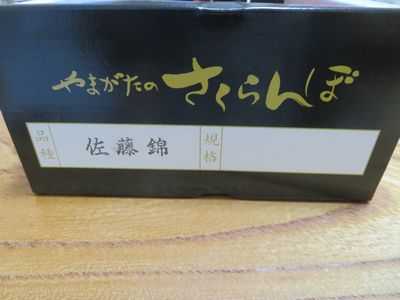 やまがたの さくらんぼ
品種 佐藤錦 規格